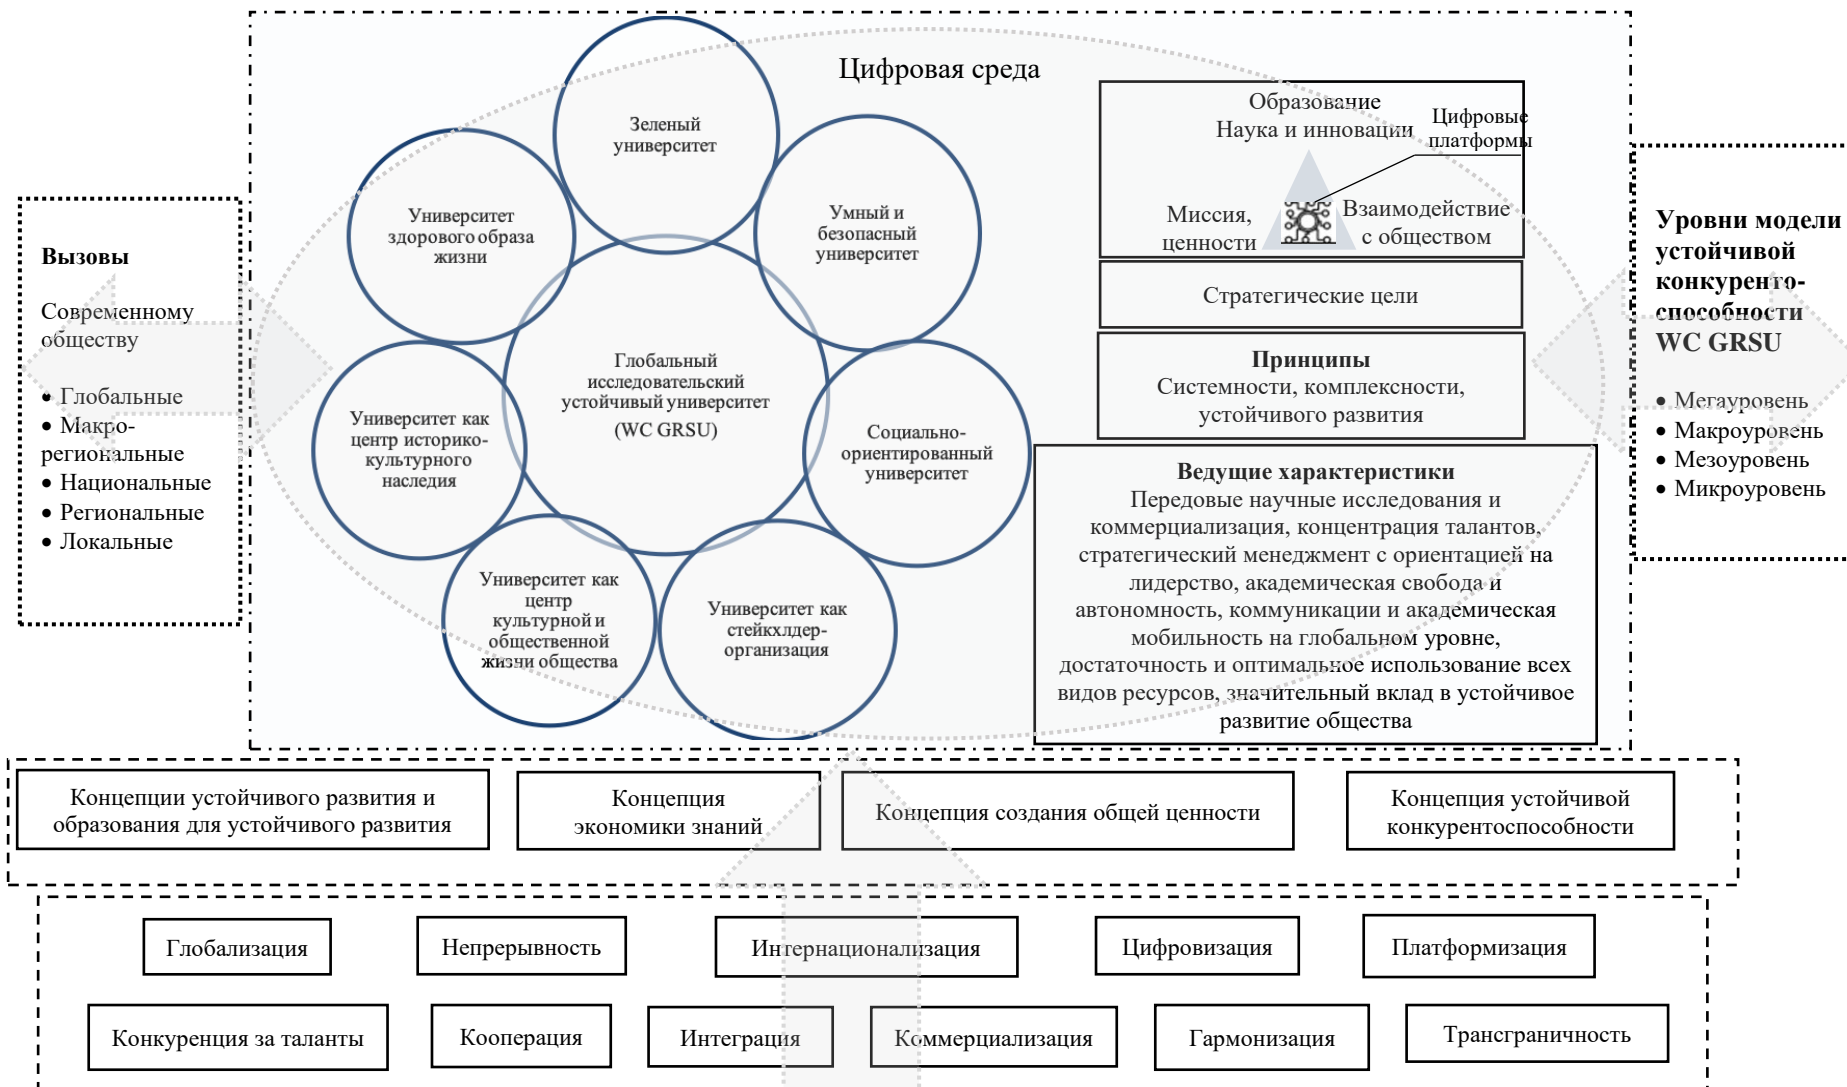 Цифровая среда
Вызовы
Современному
обществу
• Глобальные
• Макро-
региональные
• Национальные
• Региональные
• Локальные
Зеленый
университет
Умный и
безопасный
университет
Социально-
ориентированный
университет
Университет как
стейкхлдер-
организация
Университет как
центр
культурной и
общественной
жизни общества
Университет как
центр историко-
культурного
наследия
Университет
здорового образа
жизни
Глобальный
исследовательский
устойчивый университет
(WC GRSU)
Образование
Наука и инновации
Цифровые
платформы
Миссия,
ценности
Взаимодействие
с обществом
Стратегические цели
Принципы
Системности, комплексности,
устойчивого развития
Ведущие характеристики
Передовые научные исследования и
коммерциализация, концентрация талантов,
стратегический менеджмент с ориентацией на
лидерство, академическая свобода и
автономность, коммуникации и академическая
мобильность на глобальном уровне,
достаточность и оптимальное использование всех
видов ресурсов, значительный вклад в устойчивое
развитие общества
Уровни модели
устойчивой
конкуренто-
способности
WC GRSU
• Мегауровень
• Макроуровень
• Мезоуровень
• Микроуровень
Концепции устойчивого развития и
образования для устойчивого развития
Концепция
экономики знаний
Концепция создания общей ценности
Концепция устойчивой
конкурентоспособности
Глобализация
Непрерывность
Интернационализация
Цифровизация
Платформизация
Конкуренция за таланты
Кооперация
Интеграция
Коммерциализация
Гармонизация
Трансграничность